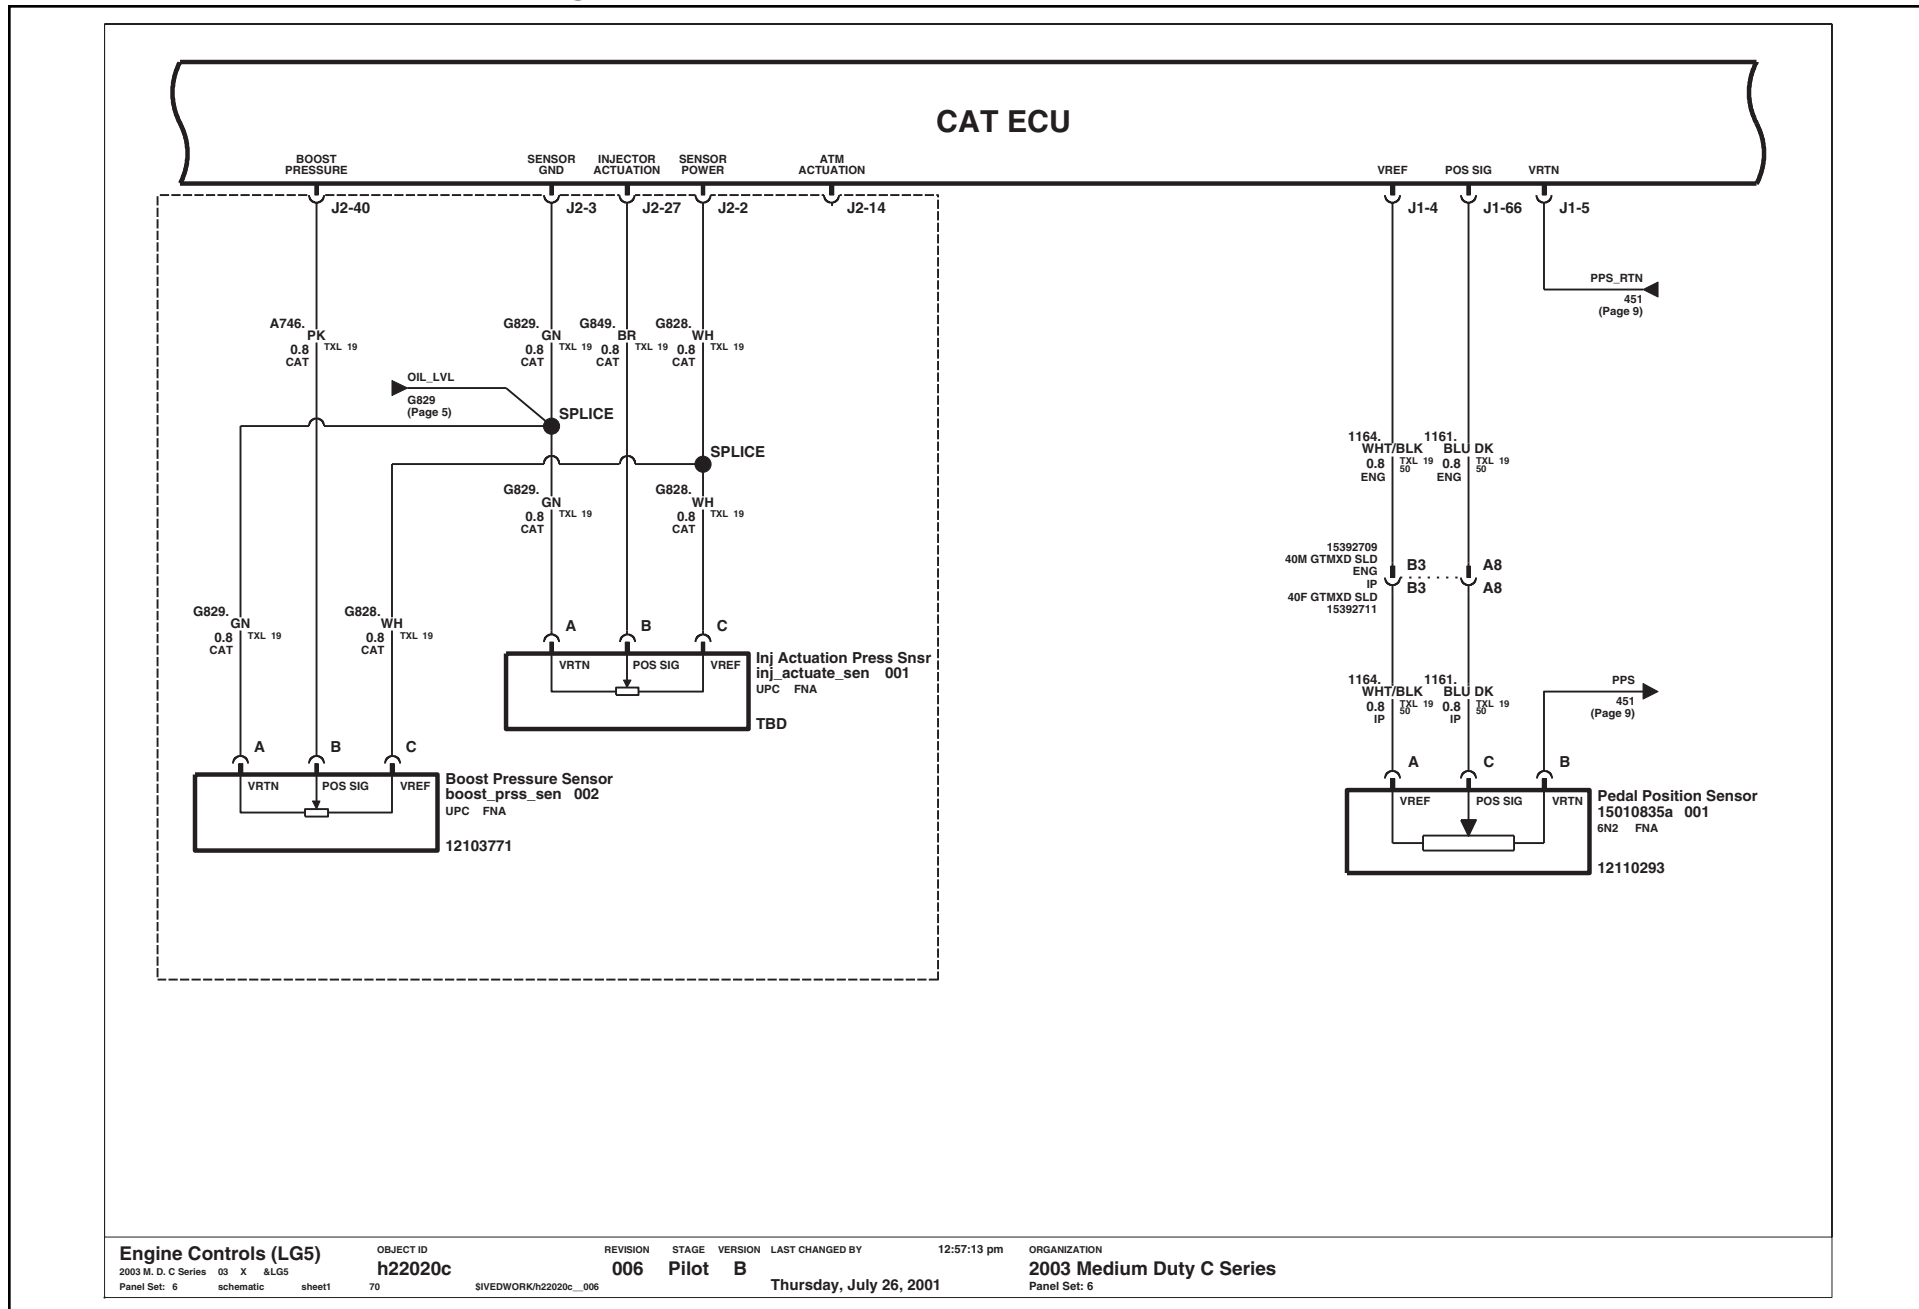 CAT ECU
BOOST
PRESSURE
SENSOR
GND
INJECTOR
ACTUATION
SENSOR
POWER
ATM
ACTUATION
VREF
POS SIG
VRTN
J2-40
J2-3
J2-27
J2-2
J2-14
J1-4
J1-66
J1-5
PPS_RTN
451
(Page 9)
A746.
PK
0.8
TXL 19
CAT
G829.
GN
0.8
TXL 19
CAT
G849.
BR
0.8
TXL 19
CAT
G828.
WH
0.8
TXL 19
CAT
OIL_LVL
G829
(Page 5)
SPLICE
SPLICE
G829.
GN
0.8
TXL 19
CAT
G828.
WH
0.8
TXL 19
CAT
1164.
WHT/BLK
0.8
TXL 19
50
ENG
1161.
BLU DK
0.8
TXL 19
50
ENG
15392709
40M GTMXD SLD
ENG
IP
40F GTMXD SLD
15392711
B3
B3
A8
A8
G829.
GN
0.8
TXL 19
CAT
G828.
WH
0.8
TXL 19
CAT
A
B
C
VRTN
POS SIG
VREF
Inj Actuation Press Snsr
inj_actuate_sen 001
UPC FNA
TBD
1164.
WHT/BLK
0.8
TXL 19
50
IP
1161.
BLU DK
0.8
TXL 19
50
IP
PPS
451
(Page 9)
A
B
C
VRTN
POS SIG
VREF
Boost Pressure Sensor
boost_prss_sen 002
UPC FNA
12103771
A
C
B
VREF
POS SIG
VRTN
Pedal Position Sensor
15010835a 001
6N2 FNA
12110293
Engine Controls (LG5)
2003 M. D. C Series 03 X &LG5
Panel Set: 6 schematic sheet1 70 $IVEDWORK/h22020c__006
OBJECT ID
h22020c
REVISION
006
STAGE
Pilot
VERSION
B
LAST CHANGED BY
12:57:13 pm
Thursday, July 26, 2001
ORGANIZATION
2003 Medium Duty C Series
Panel Set: 6